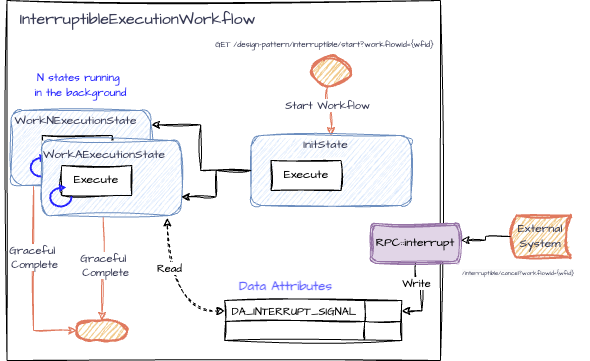 InterruptibleExecutionWorkflow
GET /design-pattern/interruptible/start?workflowid={wfid}
N states running
in the background
Start Workflow
WorkNExecutionState
WorkAExecutionState
Execute
InitState
Execute
RPC::interrupt
External
System
/interruptible/cancel?workflowid={wfid}
Graceful
Complete
Graceful
Complete
Read
Write
Data Attributes
DA_INTERRUPT_SIGNAL